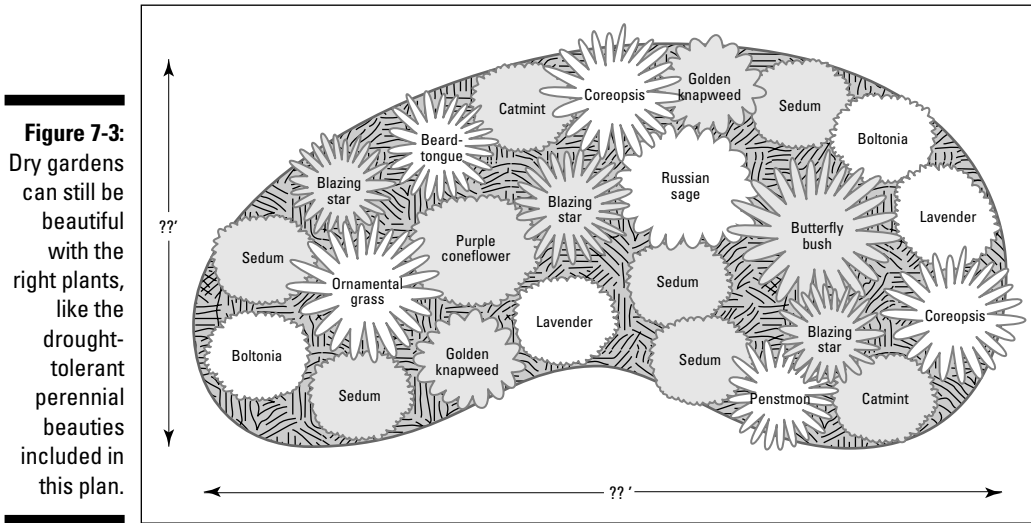 Figure 7-3:
Dry gardens
can still be
beautiful
with the
right plants,
like the
drought-
tolerant
perennial
beauties
included in
this plan.
??′
Catmint
Coreopsis
Golden
knapweed
Sedum
Boltonia
Beard-
tongue
Blazing
star
Blazing
star
Russian
sage
Butterfly
bush
Lavender
Sedum
Ornamental
grass
Purple
coneflower
Sedum
Coreopsis
Boltonia
Lavender
Blazing
star
Golden
knapweed
Sedum
Sedum
Penstmon
Catmint
?? ′